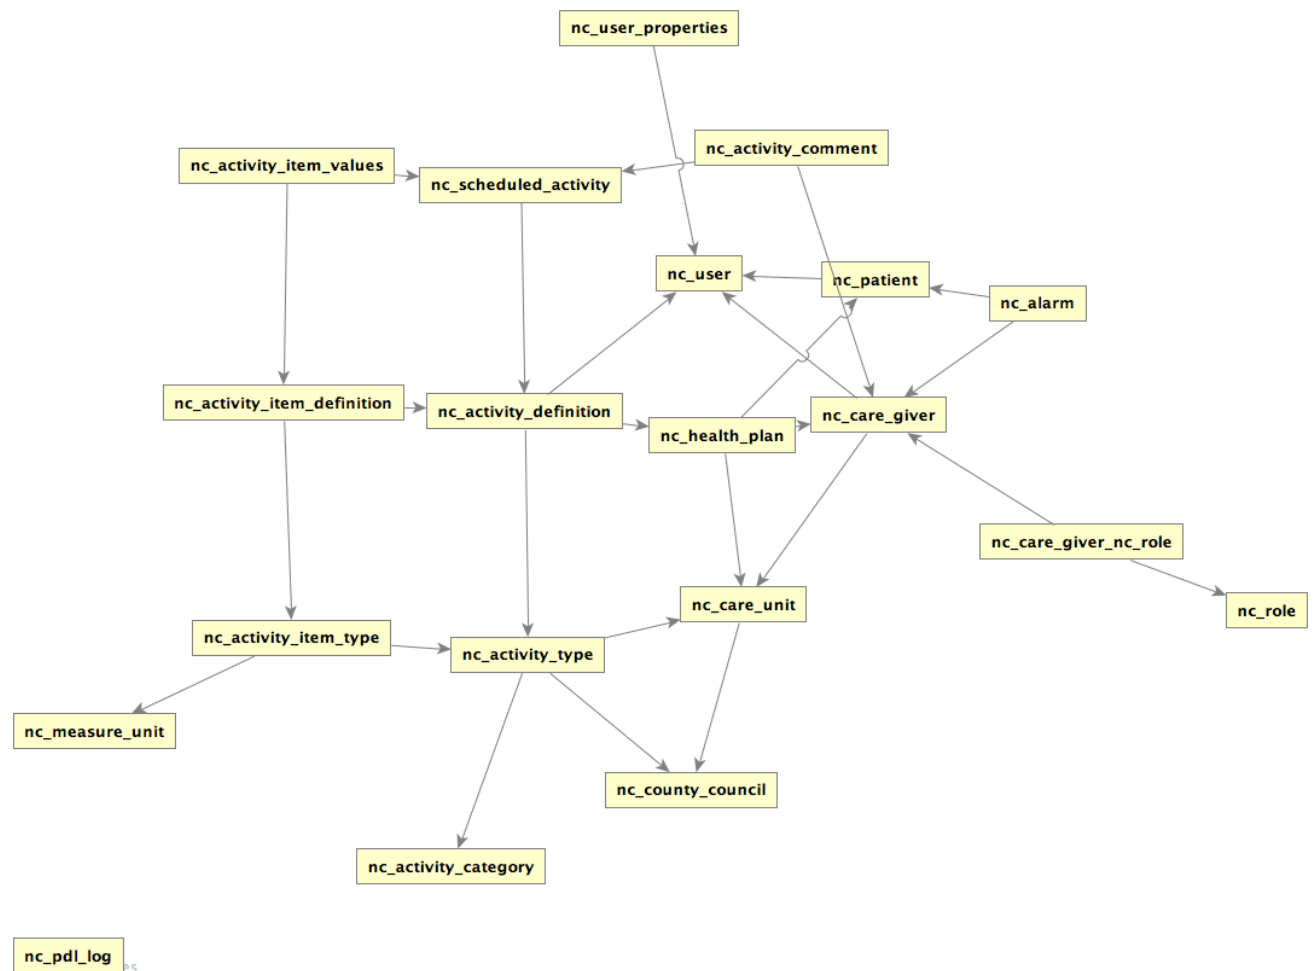 nc_user_properties
nc_activity_comment
nc_activity_item_values
nc_scheduled_activity
nc_user
nc_patient
nc_alarm
nc_activity_item_definition
nc_activity_definition
nc_care_giver
nc_health_plan
nc_care_giver_nc_role
nc_care_unit
nc_role
nc_activity_item_type
nc_activity_type
nc_measure_unit
nc_county_council
nc_activity_category
nc_pdl_log